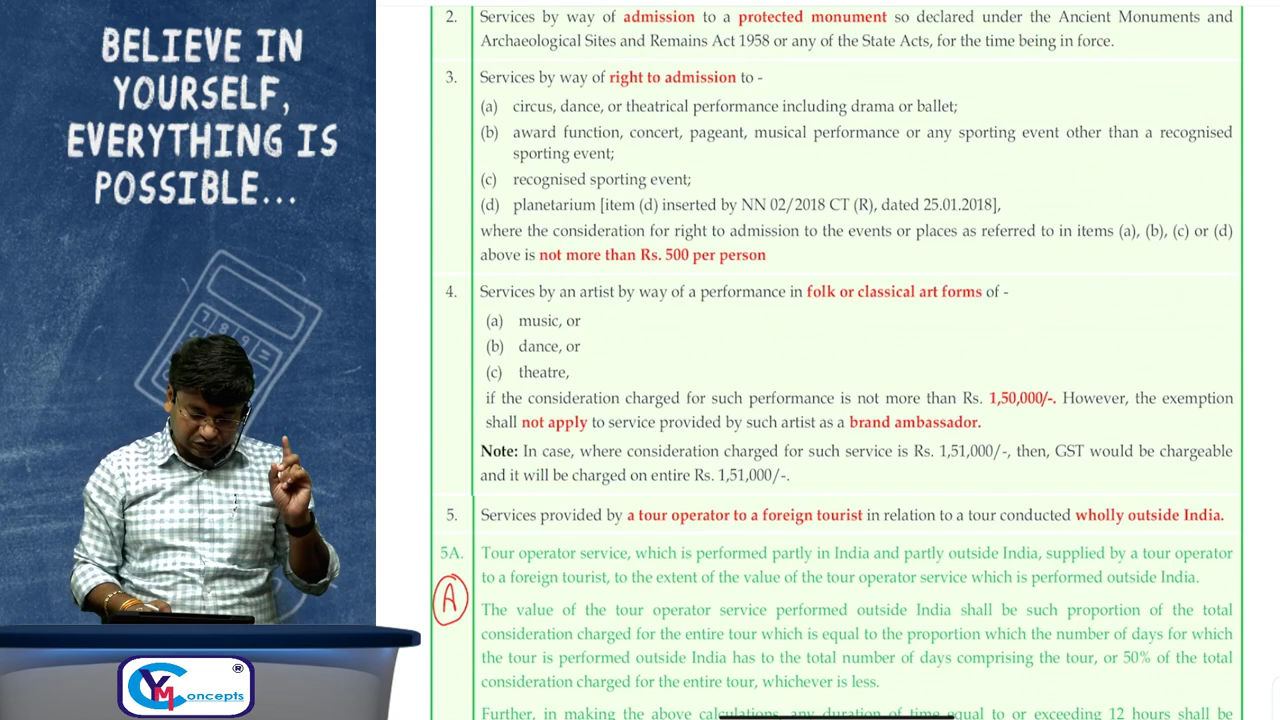 BELIEVE IN
YOURSELF,
EVERYTHING IS
POSSIBLE...
CYM
oncepts
®
2. Services by way of admission to a protected monument so declared under the Ancient Monuments and
Archaeological Sites and Remains Act 1958 or any of the State Acts, for the time being in force.
3. Services by way of right to admission to -
(a) circus, dance, or theatrical performance including drama or ballet;
(b) award function, concert, pageant, musical performance or any sporting event other than a recognised
sporting event;
(c) recognised sporting event;
(d) planetarium [item (d) inserted by NN 02/2018 CT (R), dated 25.01.2018],
where the consideration for right to admission to the events or places as referred to in items (a), (b), (c) or (d)
above is not more than Rs. 500 per person
4. Services by an artist by way of a performance in folk or classical art forms of -
(a) music, or
(b) dance, or
(c) theatre,
if the consideration charged for such performance is not more than Rs. 1,50,000/-. However, the exemption
shall not apply to service provided by such artist as a brand ambassador.
Note: In case, where consideration charged for such service is Rs. 1,51,000/-, then, GST would be chargeable
and it will be charged on entire Rs. 1,51,000/-.
5. Services provided by a tour operator to a foreign tourist in relation to a tour conducted wholly outside India.
5A. Tour operator service, which is performed partly in India and partly outside India, supplied by a tour operator
to a foreign tourist, to the extent of the value of the tour operator service which is performed outside India.
A
The value of the tour operator service performed outside India shall be such proportion of the total
consideration charged for the entire tour which is equal to the proportion which the number of days for which
the tour is performed outside India has to the total number of days comprising the tour, or 50% of the total
consideration charged for the entire tour, whichever is less.
Further, in making the above calculations, any duration of time equal to or exceeding 12 hours shall be